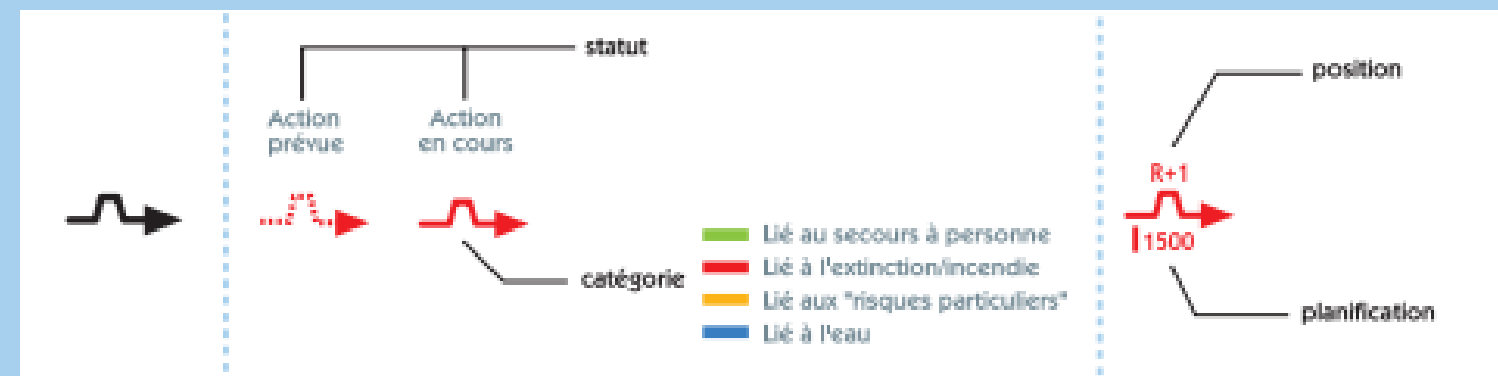 statut
Action
prévue
Action
en cours
catégorie
Lié au secours à personne
Lié à l'extinction/incendie
Lié aux "risques particuliers"
Lié à l'eau
position
R+1
1500
planification